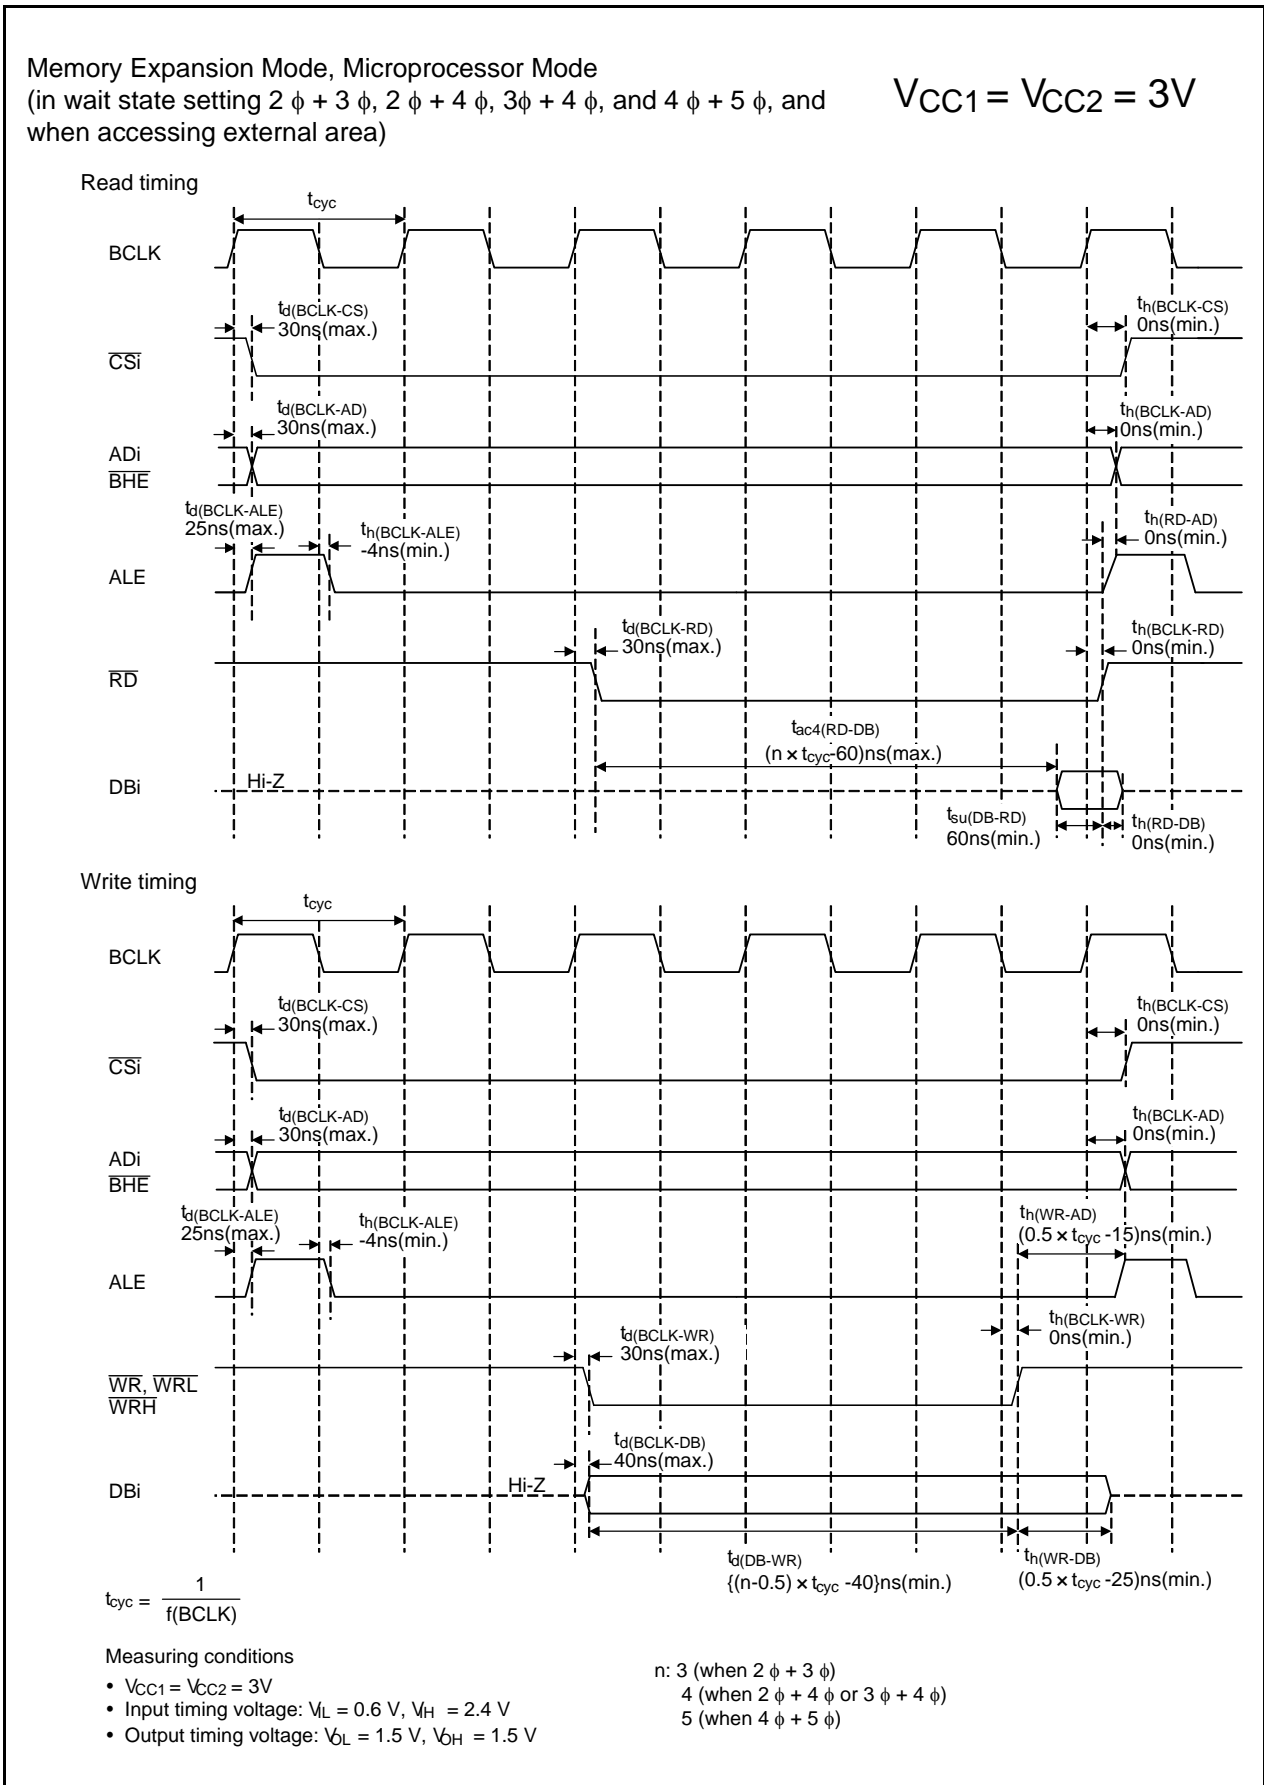 Memory Expansion Mode, Microprocessor Mode
(in wait state setting 2 ϕ + 3 ϕ, 2 ϕ + 4 ϕ, 3ϕ + 4 ϕ, and 4 ϕ + 5 ϕ, and
when accessing external area)
VCC1 = VCC2 = 3V
Read timing
tcyc
BCLK
td(BCLK-CS)
30ns(max.)
th(BCLK-CS)
0ns(min.)
CSi
td(BCLK-AD)
30ns(max.)
th(BCLK-AD)
0ns(min.)
ADi
BHE
td(BCLK-ALE)
25ns(max.)
th(BCLK-ALE)
-4ns(min.)
th(RD-AD)
0ns(min.)
ALE
td(BCLK-RD)
30ns(max.)
th(BCLK-RD)
0ns(min.)
RD
tac4(RD-DB)
(n × tcyc-60)ns(max.)
DBi
Hi-Z
tsu(DB-RD)
60ns(min.)
th(RD-DB)
0ns(min.)
Write timing
tcyc
BCLK
td(BCLK-CS)
30ns(max.)
th(BCLK-CS)
0ns(min.)
CSi
td(BCLK-AD)
30ns(max.)
th(BCLK-AD)
0ns(min.)
ADi
BHE
td(BCLK-ALE)
25ns(max.)
th(BCLK-ALE)
-4ns(min.)
th(WR-AD)
(0.5 × tcyc -15)ns(min.)
ALE
td(BCLK-WR)
30ns(max.)
th(BCLK-WR)
0ns(min.)
WR, WRL
WRH
td(BCLK-DB)
40ns(max.)
DBi
Hi-Z
td(DB-WR)
{(n-0.5) × tcyc -40}ns(min.)
th(WR-DB)
(0.5 × tcyc -25)ns(min.)
tcyc = 1
f(BCLK)
Measuring conditions
• VCC1 = VCC2 = 3V
• Input timing voltage: VIL = 0.6 V, VIH = 2.4 V
• Output timing voltage: VOL = 1.5 V, VOH = 1.5 V
n: 3 (when 2 ϕ + 3 ϕ)
4 (when 2 ϕ + 4 ϕ or 3 ϕ + 4 ϕ)
5 (when 4 ϕ + 5 ϕ)